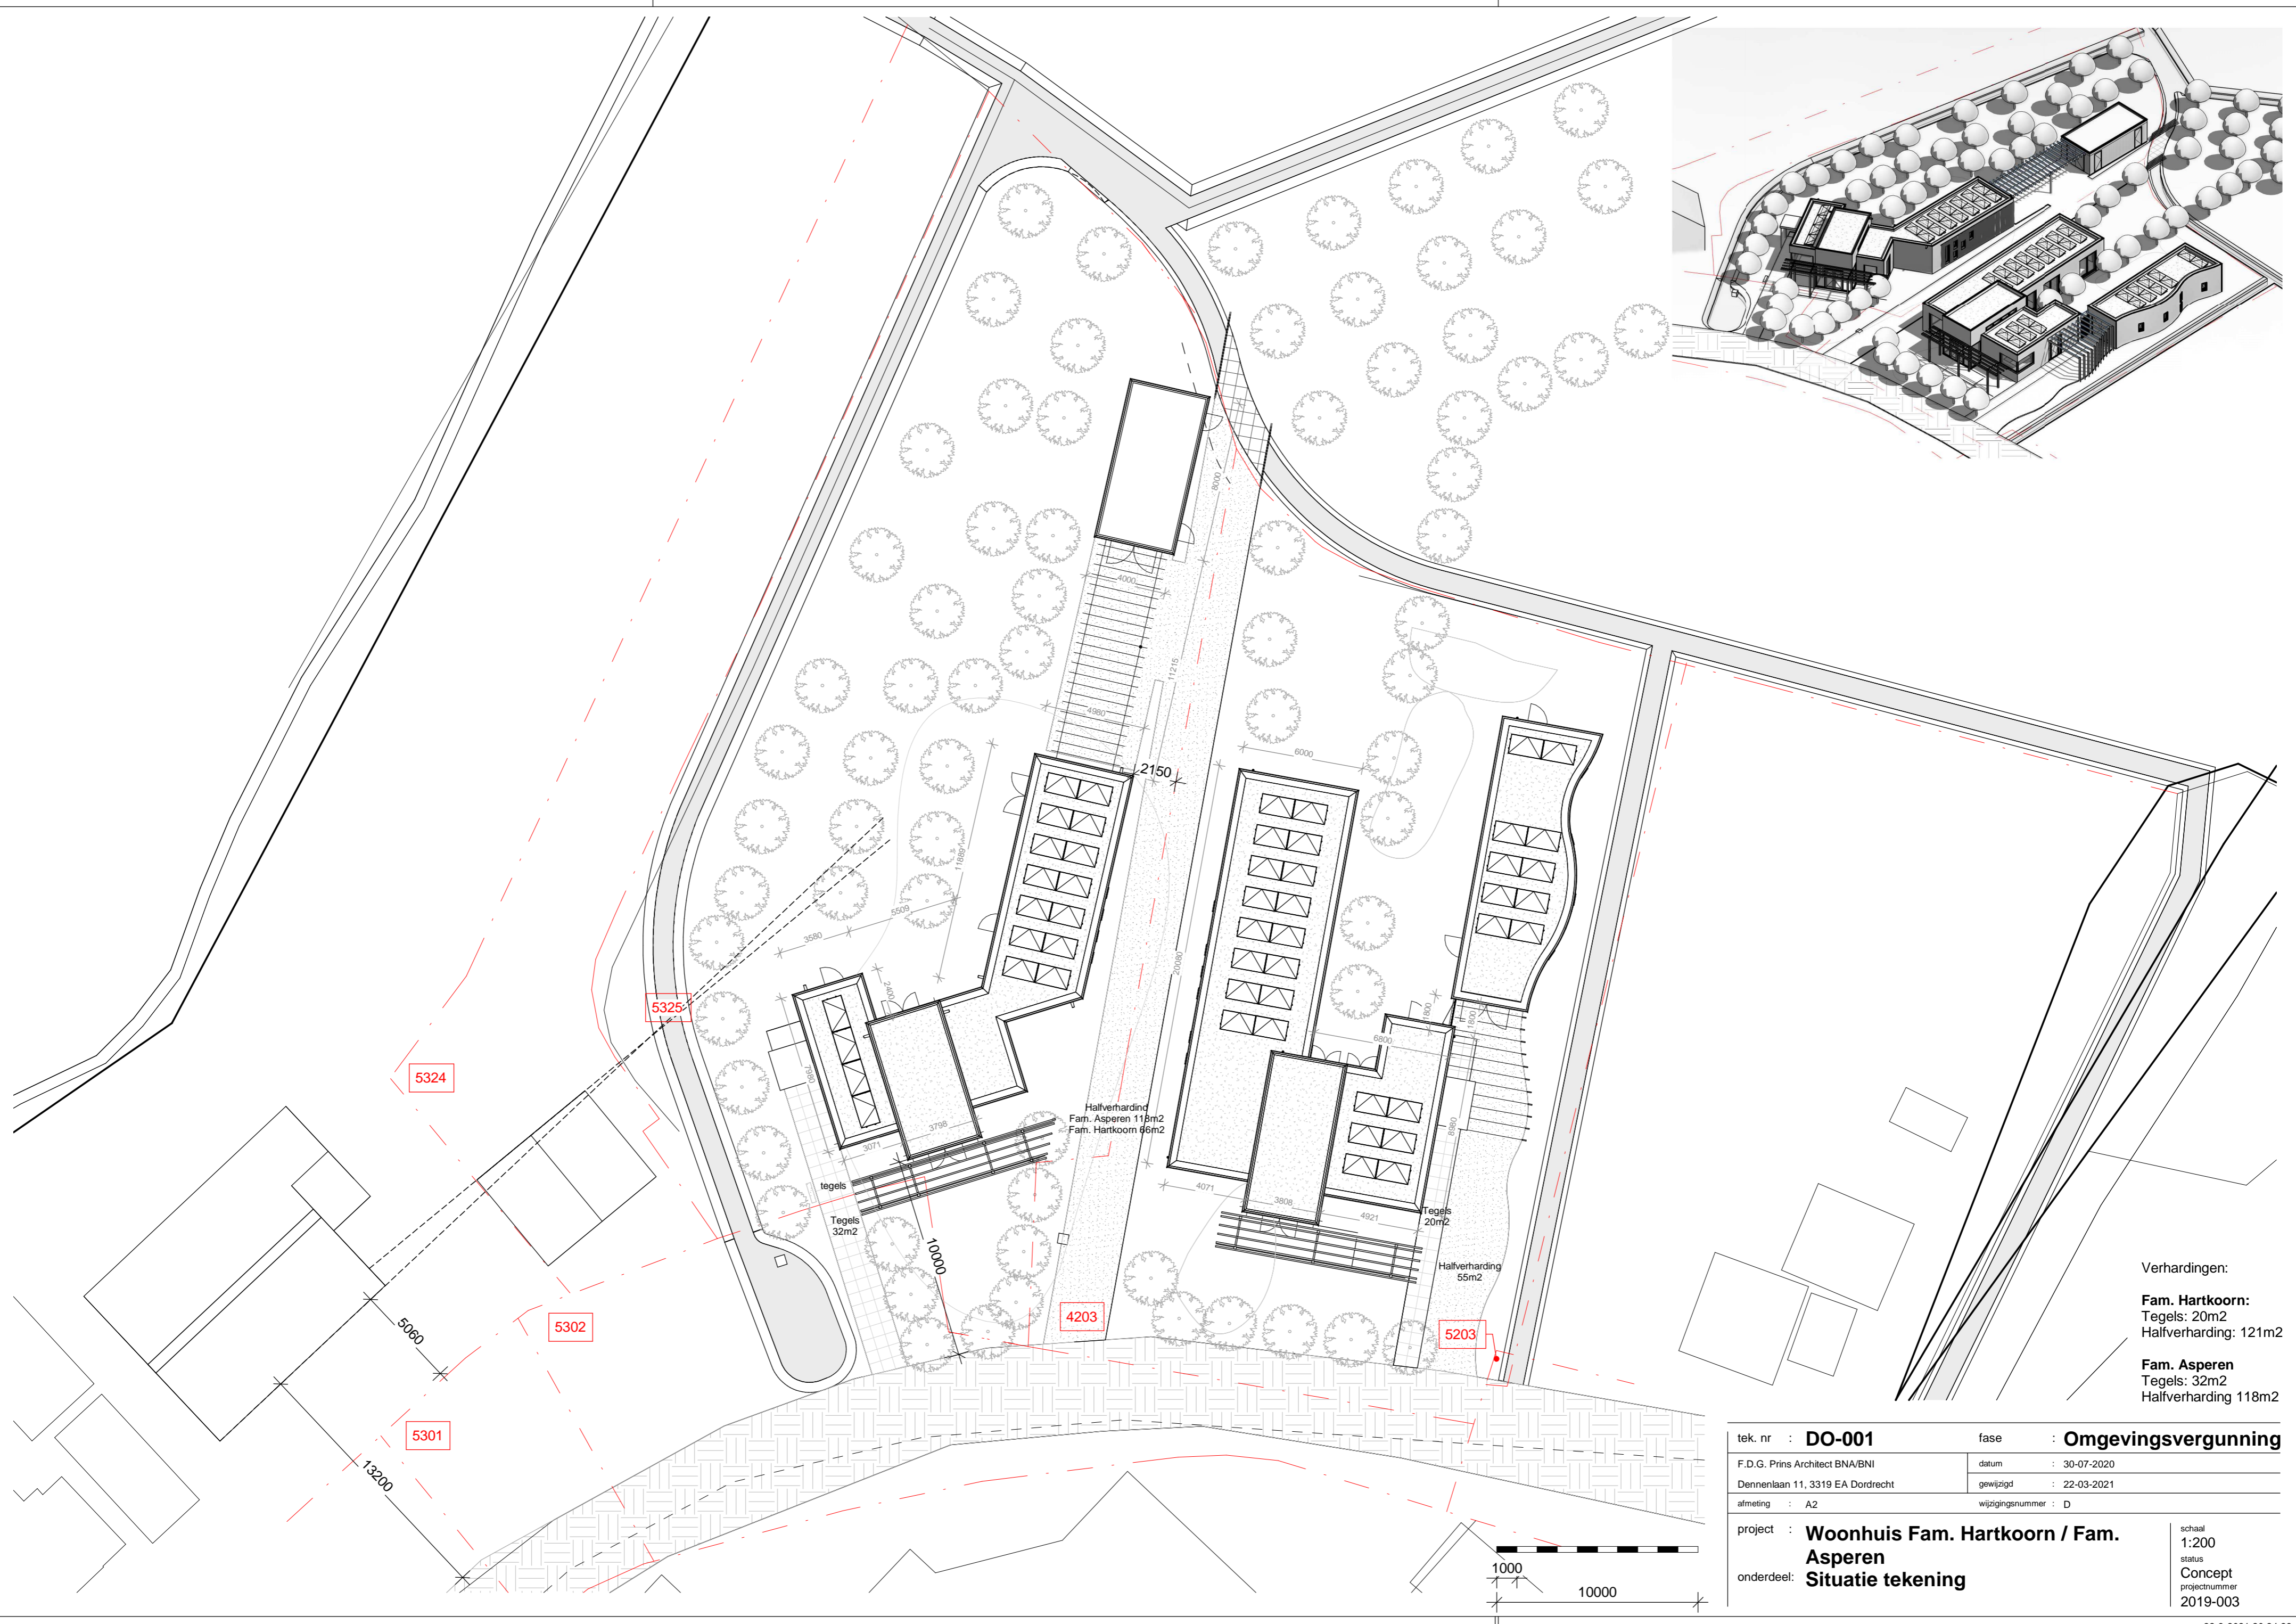 8000
4000
11215
4980
2150
6000
11880
5509
3580
20080
5325
2400
1800
1800
6800
5324
7980
Halfverhardind
Fam. Asperen 118m2
Fam. Hartkoorn 66m2
8980
3798
3071
tegels
4071
3808
4921
Tegels
32m2
Tegels
20m2
10000
Halfverharding
55m2
4203
5203
5060
5302
5301
13200
Verhardingen:
Fam. Hartkoorn:
Tegels: 20m2
Halfverharding: 121m2
Fam. Asperen
Tegels: 32m2
Halfverharding 118m2
tek. nr : DO-001
fase : Omgevingsvergunning
F.D.G. Prins Architect BNA/BNI
datum : 30-07-2020
Dennenlaan 11, 3319 EA Dordrecht
gewijzigd : 22-03-2021
afmeting : A2
wijzigingsnummer : D
project : Woonhuis Fam. Hartkoorn / Fam.
Asperen
onderdeel: Situatie tekening
schaal
1:200
status
Concept
projectnummer
2019-003
1000
10000